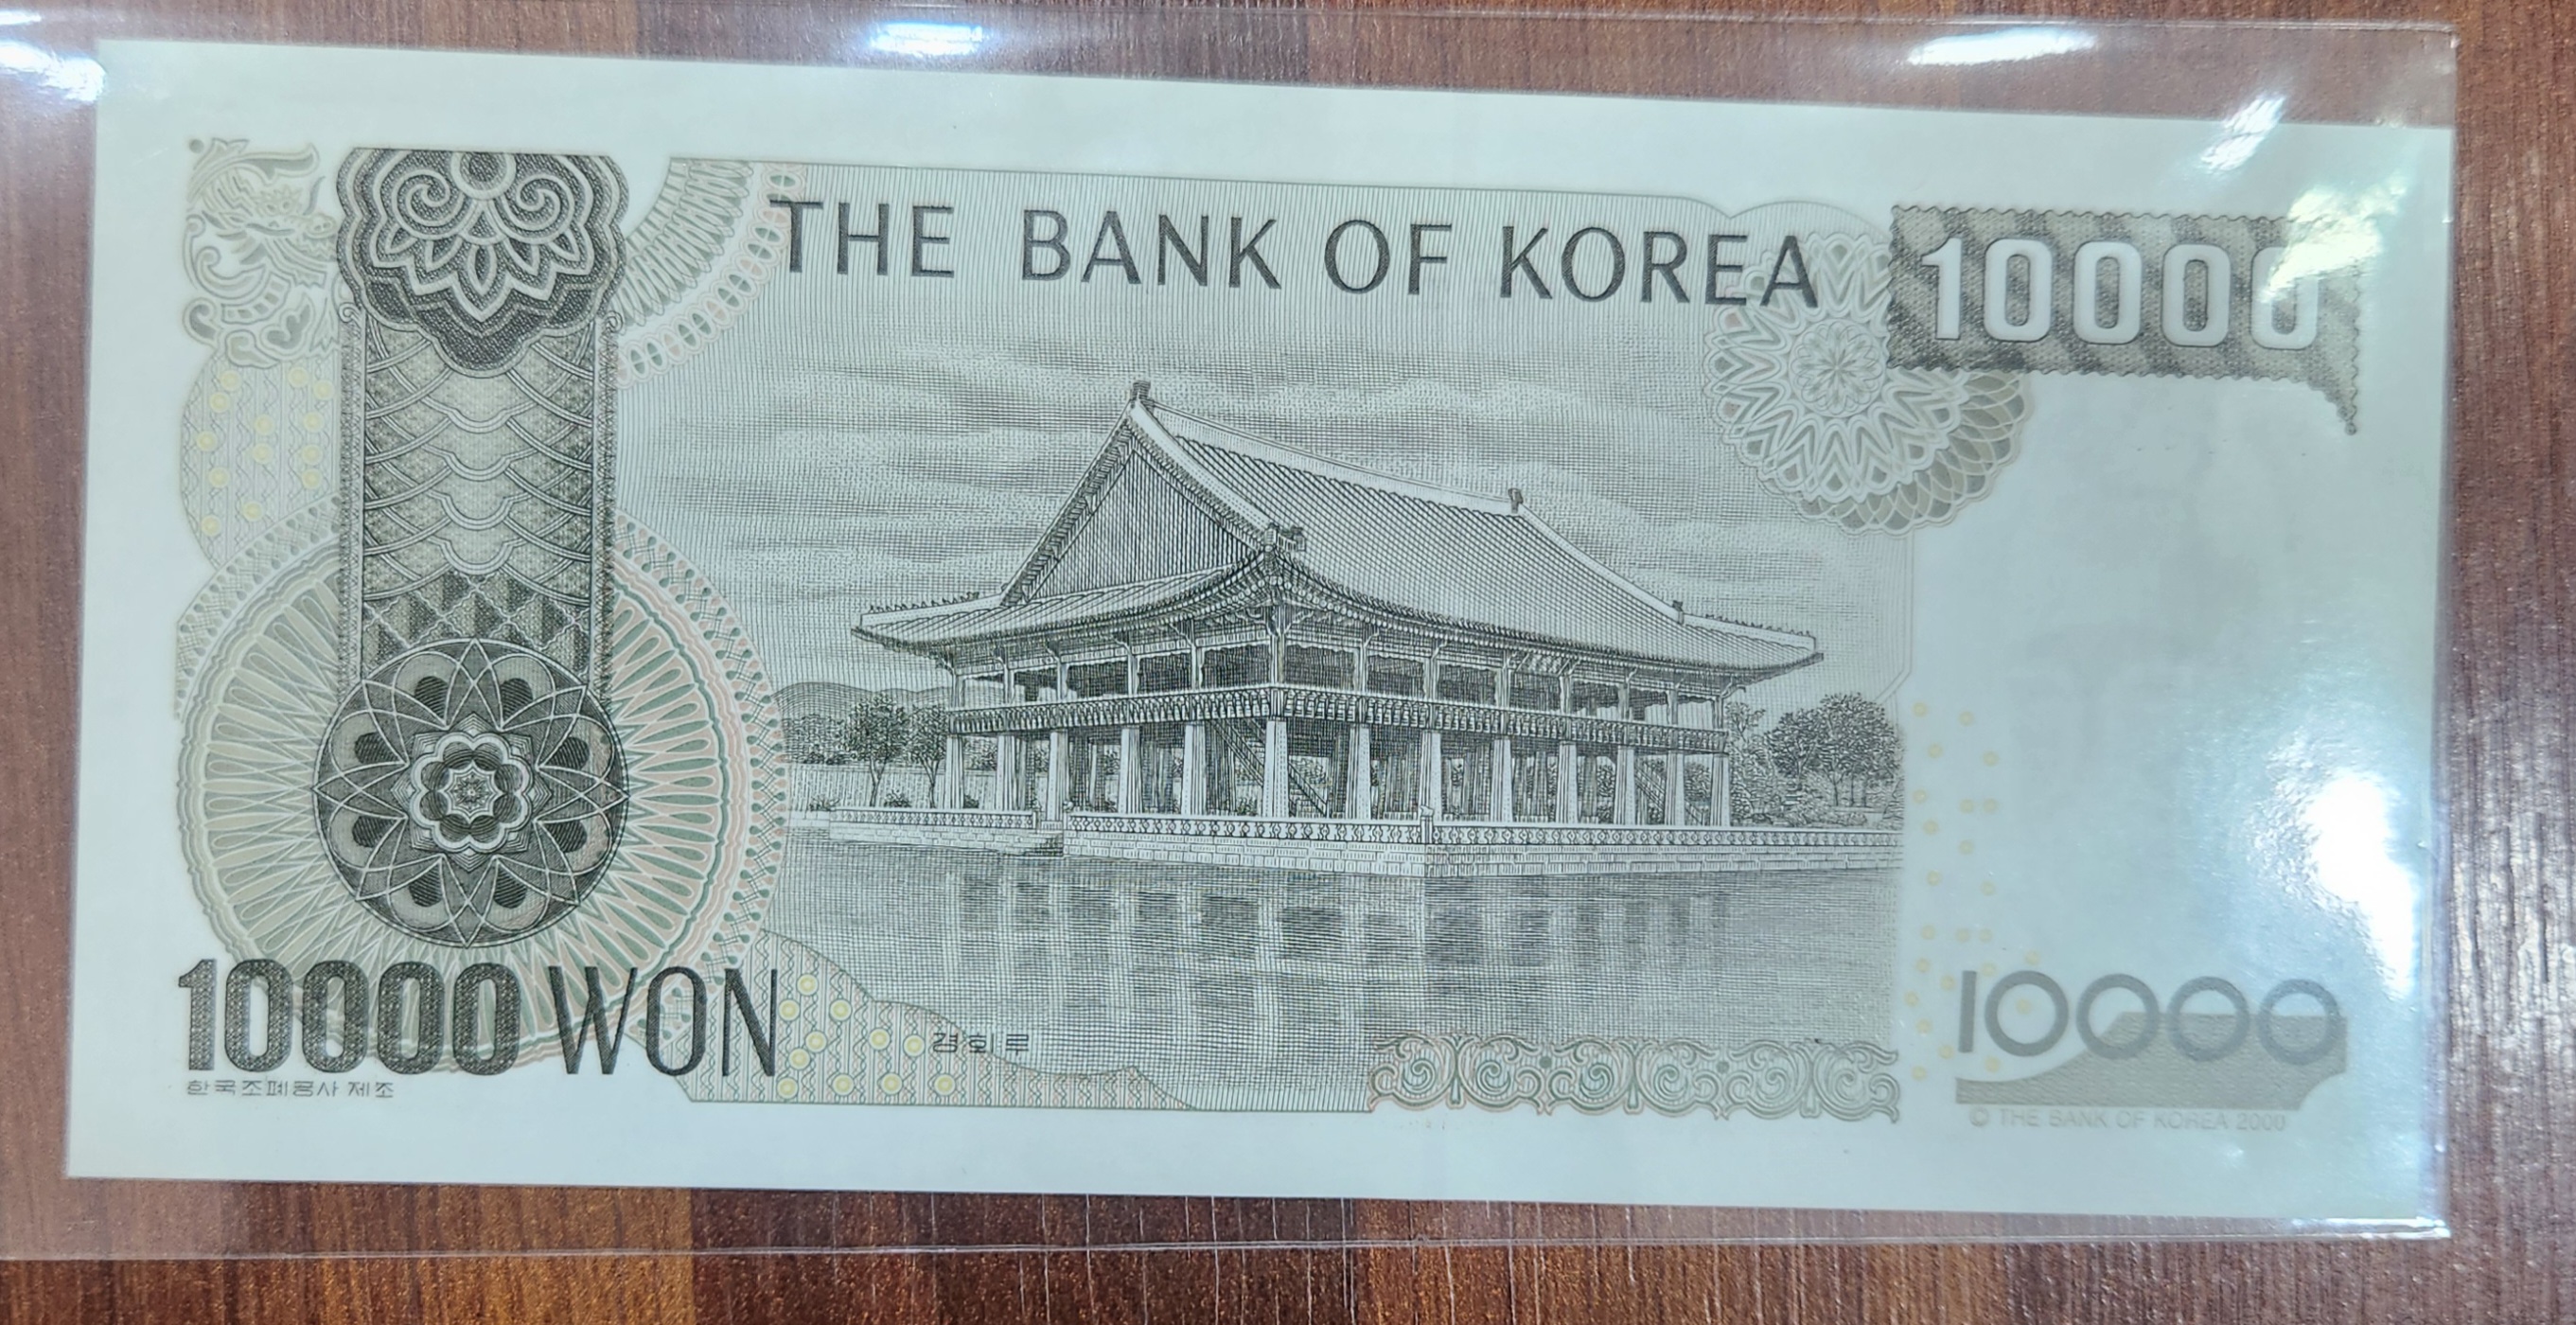 THE BANK OF KOREA
10000
10000 WON
한국조폐공사 제조
경회루
10000
© THE BANK OF KOREA 2000